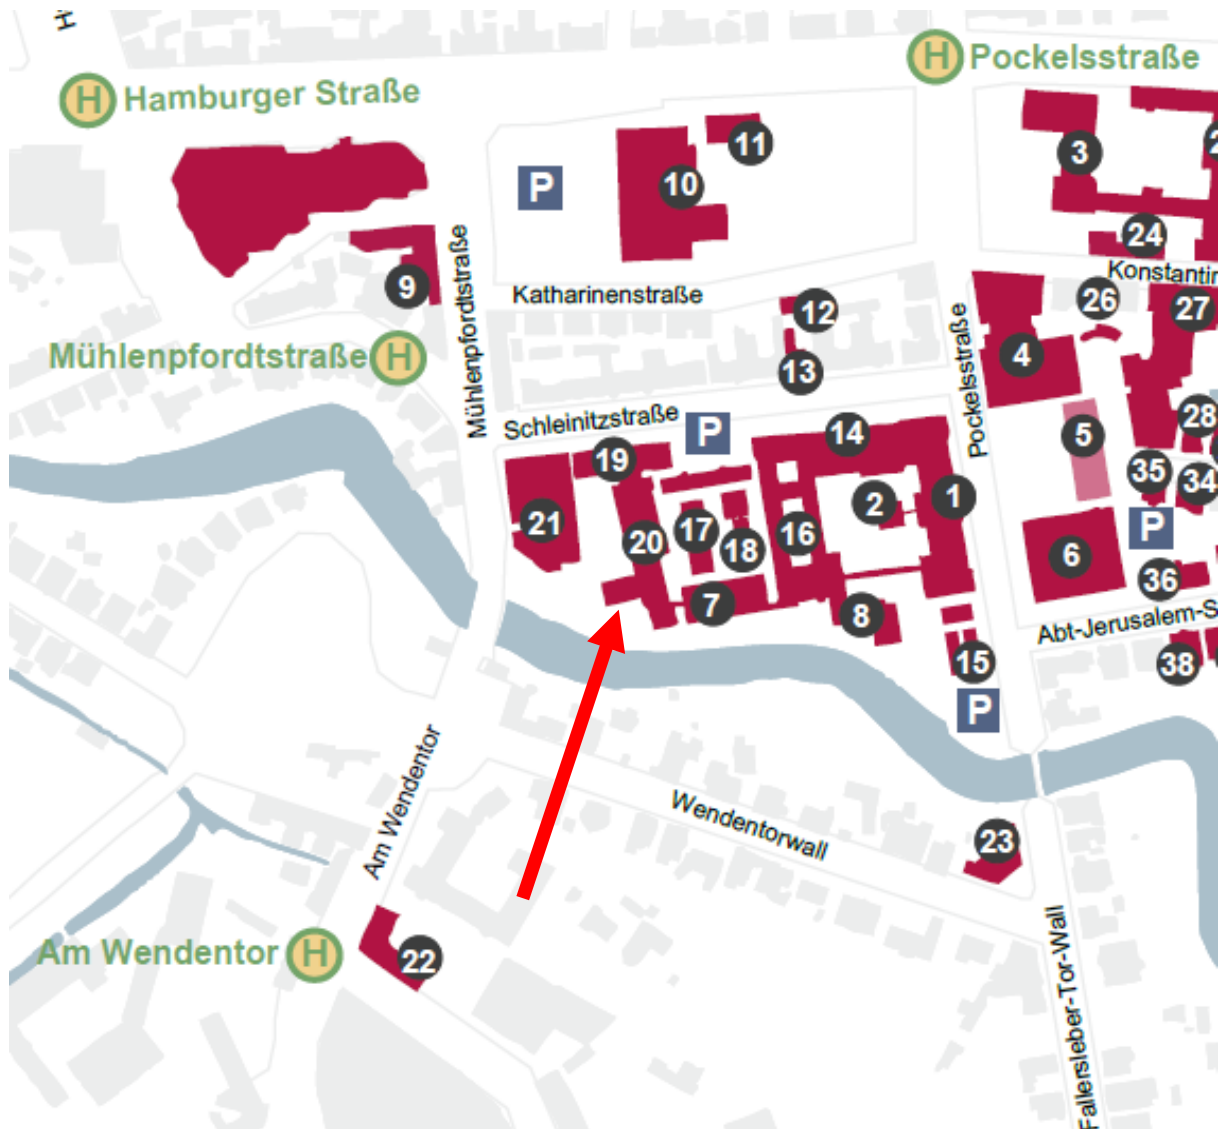 H
H Hamburger Straße
H Pockelsstraße
11
3
2
P
10
24
9
Katharinenstraße
Konstantin
26
27
12
Mühlenpfordtstraße
Mühlenpfordtstraße H
4
13
Pockelsstraße
Schleinitzstraße
P
14
5
28
19
35
34
21
2
1
P
17
16
20
18
6
36
7
8
Abt-Jerusalem-S
15
38
P
Am Wendentor
Wendentorwall
23
Am Wendentor H
22
Fallersleber-Tor-Wall